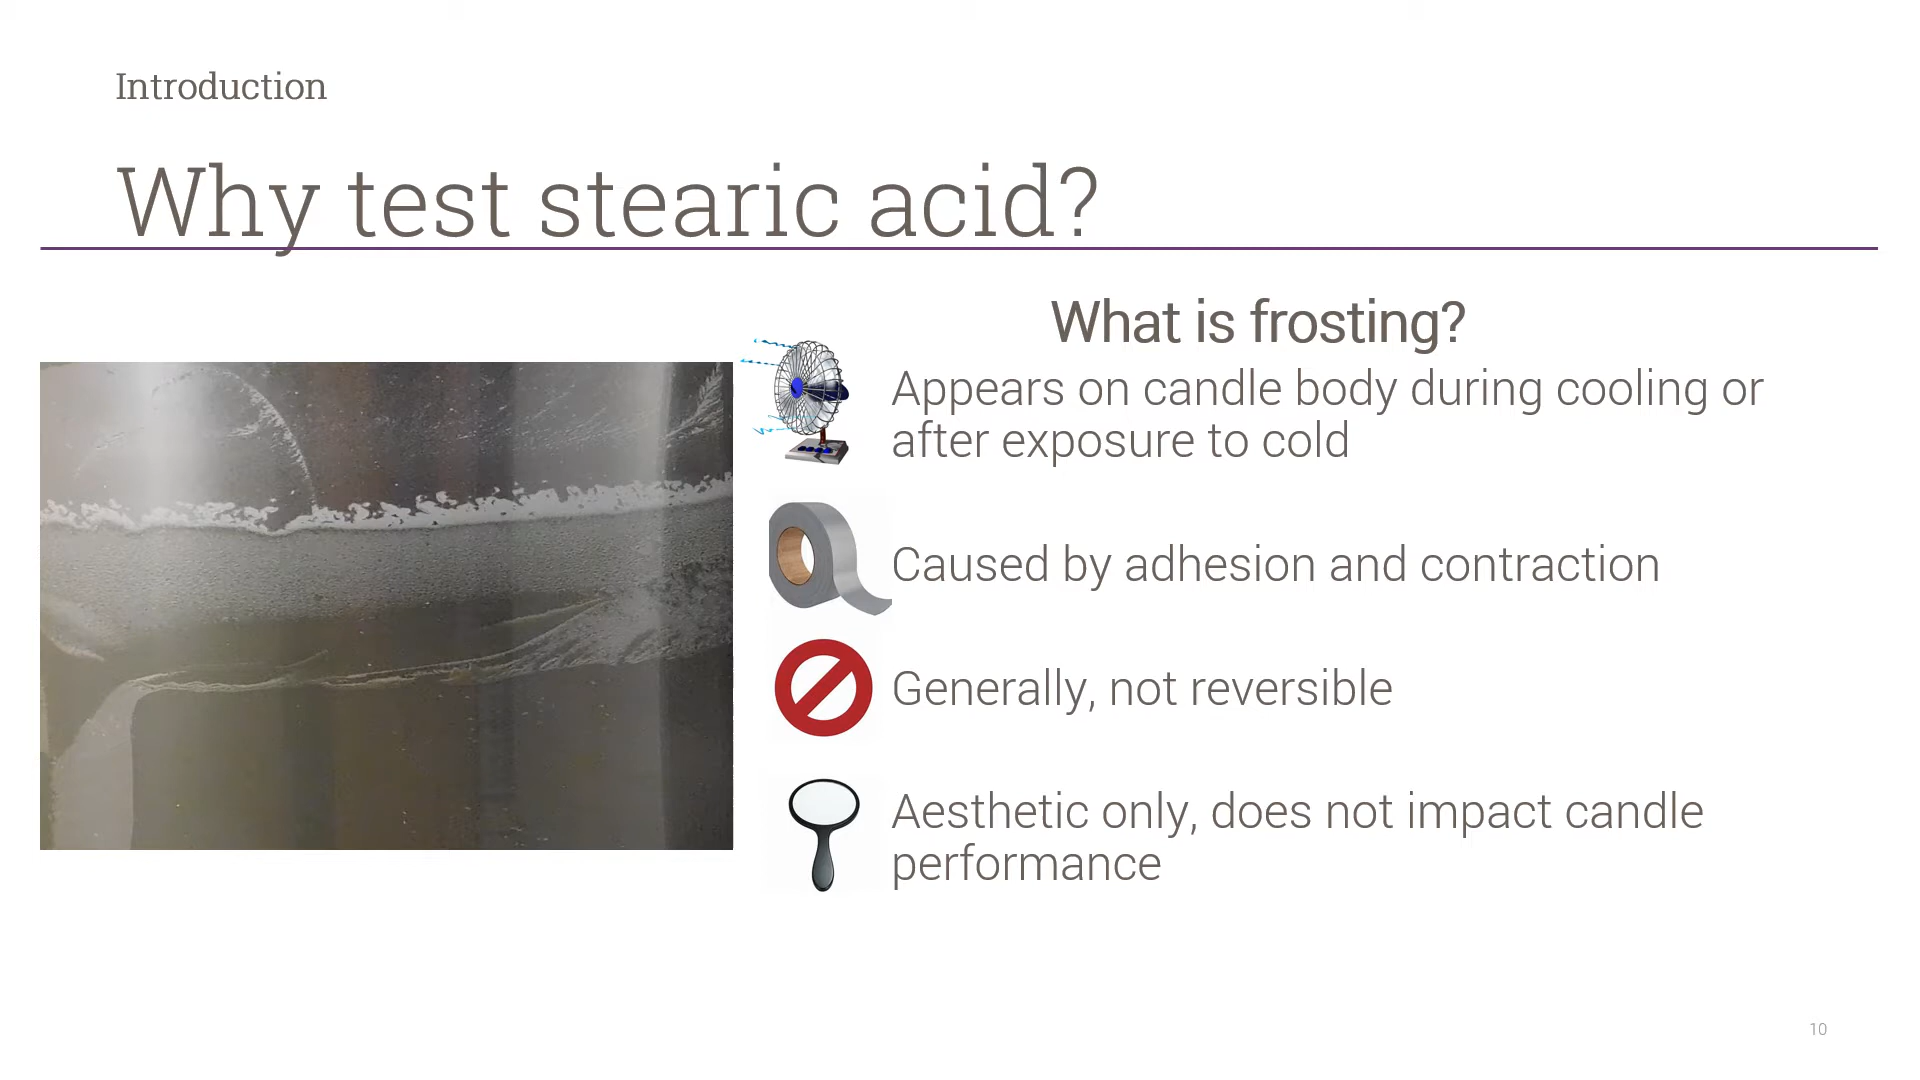 Introduction
Why test stearic acid?
What is frosting?
Appears on candle body during cooling or
after exposure to cold
Caused by adhesion and contraction
Generally, not reversible
Aesthetic only, does not impact candle
performance
10